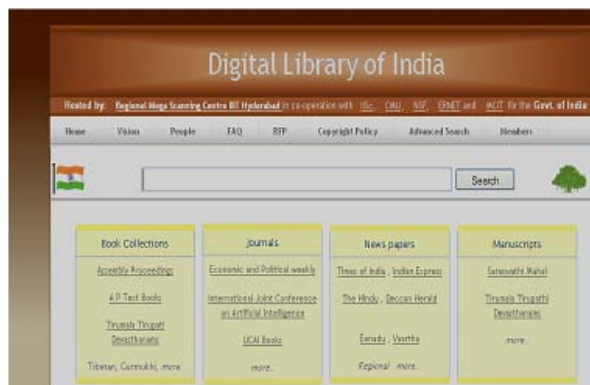 Digital Library of India
Hosted by: Regional Mega Scanning Centre IIIT Hyderabad in co-operation with IISc, CMU, NSF, ERNET and MCIT for the Govt. of India
Home Vision People FAQ RFP Copyright Policy Advanced Search Members
Search
Book Collections
Assembly Proceedings
A.P Text Books
Tirumala Tirupati
Devasthanams
Tibetan, Gurmukhi, more.
Journals
Economic and Political weekly
International Joint Conference
on Artificial Intelligence
IJCAI Books
more..
News papers
Times of India , Indian Express
The Hindu , Deccan Herald
Eenadu , Vaartha
Regional more..
Manuscripts
Saraswathi Mahal
Tirumala Tirupathi
Devasthanams
more..